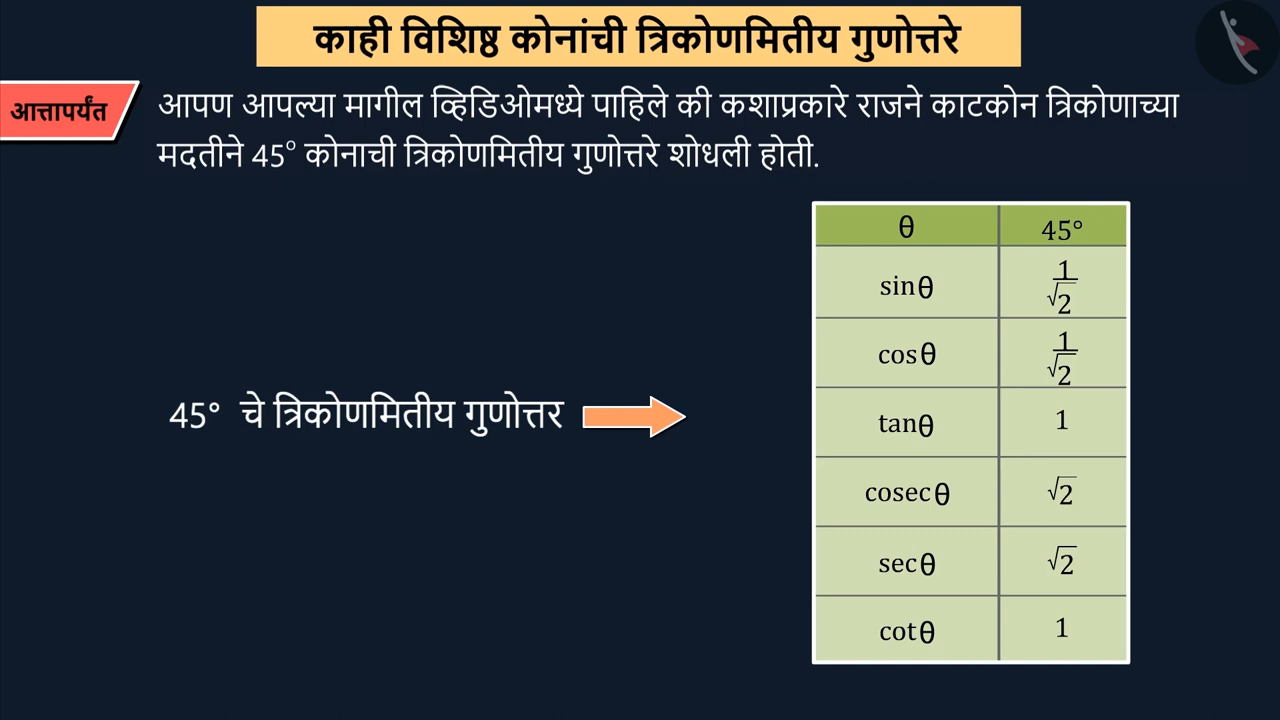 काही विशिष्ठ कोनांची त्रिकोणमितीय गुणोत्तरे
आत्तापर्यंत
आपण आपल्या मागील व्हिडिओमध्ये पाहिले की कशाप्रकारे राजने काटकोन त्रिकोणाच्या
मदतीने 45° कोनाची त्रिकोणमितीय गुणोत्तरे शोधली होती.
45° चे त्रिकोणमितीय गुणोत्तर
θ 45°
sinθ 1/√2
cosθ 1/√2
tanθ 1
cosecθ √2
secθ √2
cotθ 1